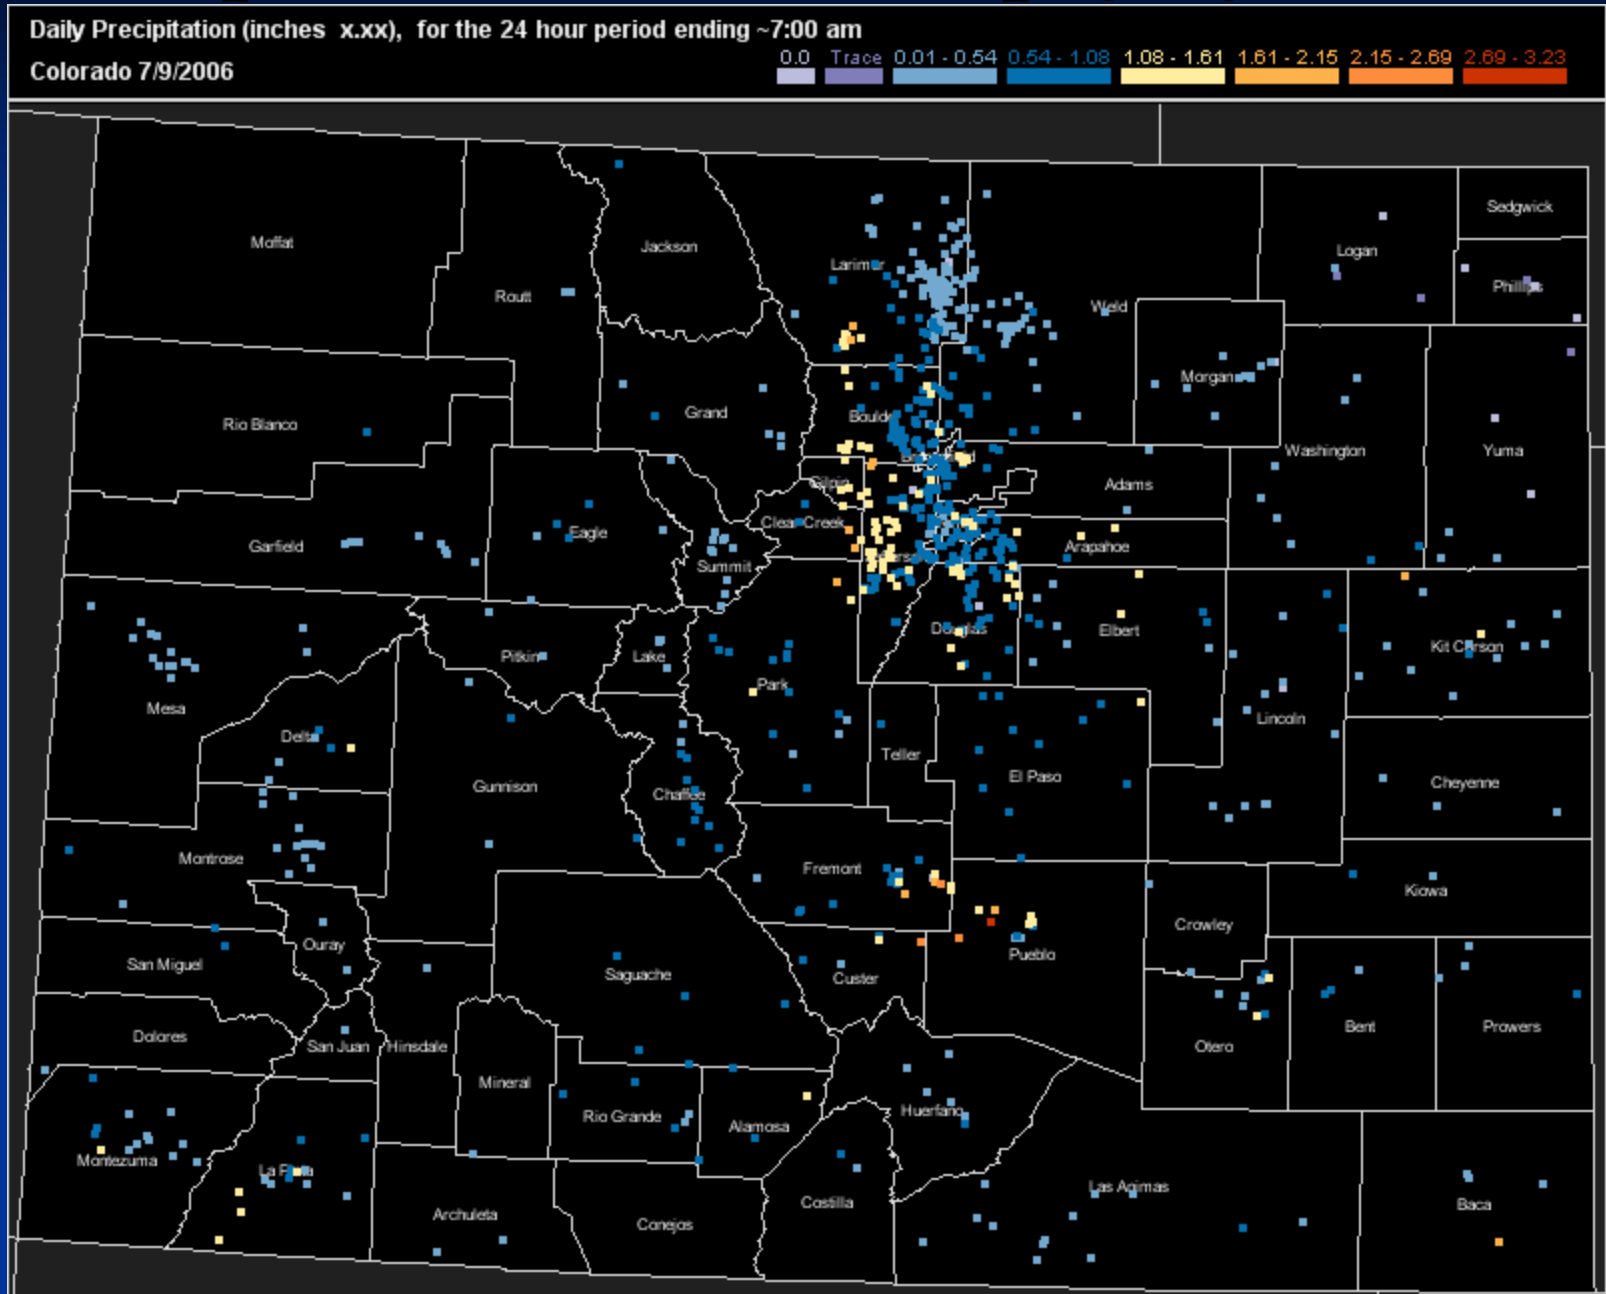 Daily Precipitation (inches x.xx), for the 24 hour period ending ~7:00 am
Colorado 7/9/2006
0.0 Trace 0.01 - 0.54 0.54 - 1.08 1.08 - 1.61 1.61 - 2.15 2.15 - 2.69 2.69 - 3.23
Sedgwick
Moffat
Jackson
Logan
Larimer
Routt
Phillips
Weld
Morgan
Grand
Boulder
Rio Blanco
Washington
Yuma
Gilpin
Adams
Clear Creek
Eagle
Garfield
Arapahoe
Summit
Douglas
Elbert
Kit Carson
Pitkin
Lake
Park
Mesa
Lincoln
Delta
Teller
El Paso
Cheyenne
Gunnison
Chaffee
Montrose
Fremont
Kiowa
Crowley
Ouray
Pueblo
San Miguel
Saguache
Custer
Bent
Prowers
Dolores
San Juan
Hinsdale
Otero
Mineral
Rio Grande
Huerfano
Alamosa
Montezuma
La Plata
Las Agimas
Costilla
Baca
Archuleta
Conejos